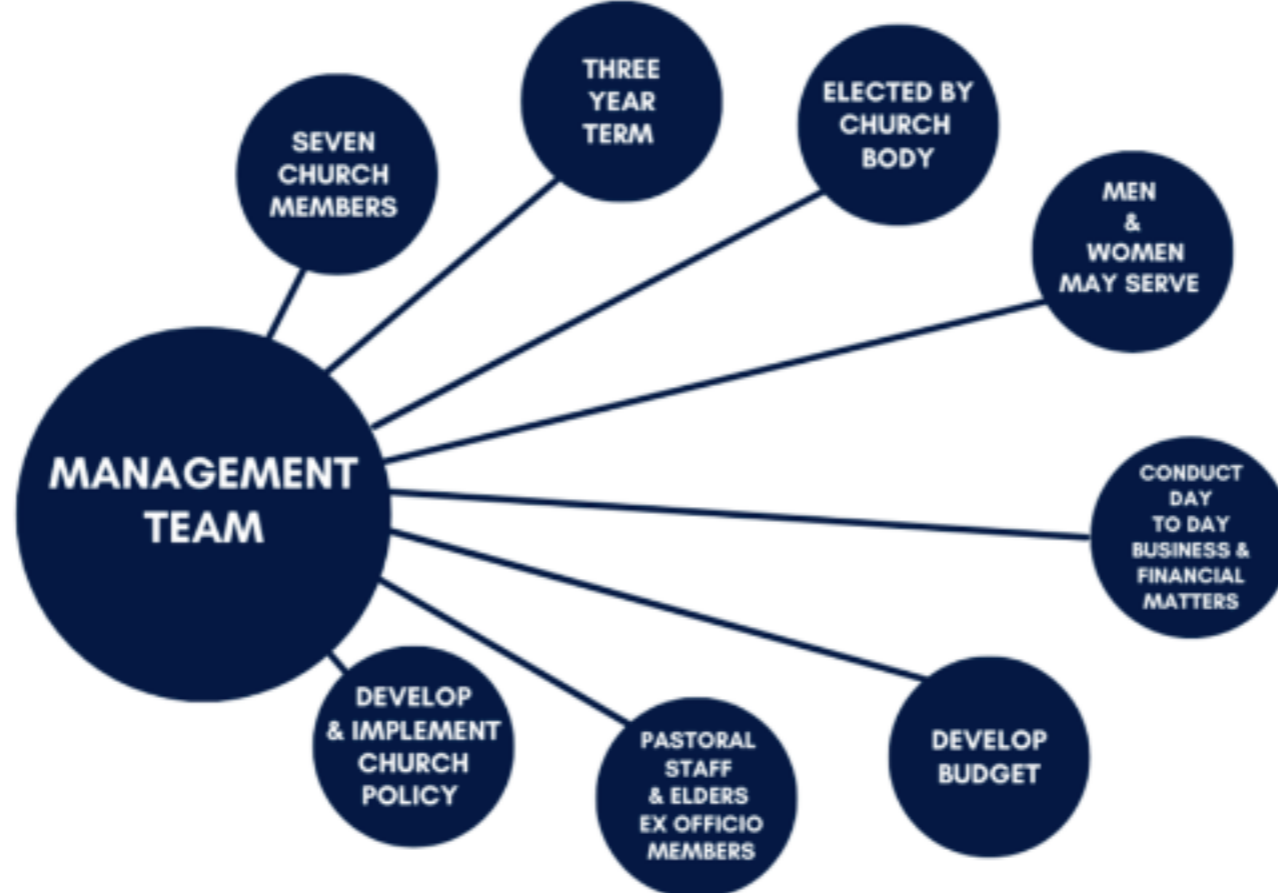 THREE
YEAR
TERM
ELECTED BY
CHURCH
BODY
SEVEN
CHURCH
MEMBERS
MEN
&
WOMEN
MAY SERVE
MANAGEMENT
TEAM
CONDUCT
DAY
TO DAY
BUSINESS &
FINANCIAL
MATTERS
DEVELOP
& IMPLEMENT
CHURCH
POLICY
PASTORAL
STAFF
& ELDERS
EX OFFICIO
MEMBERS
DEVELOP
BUDGET